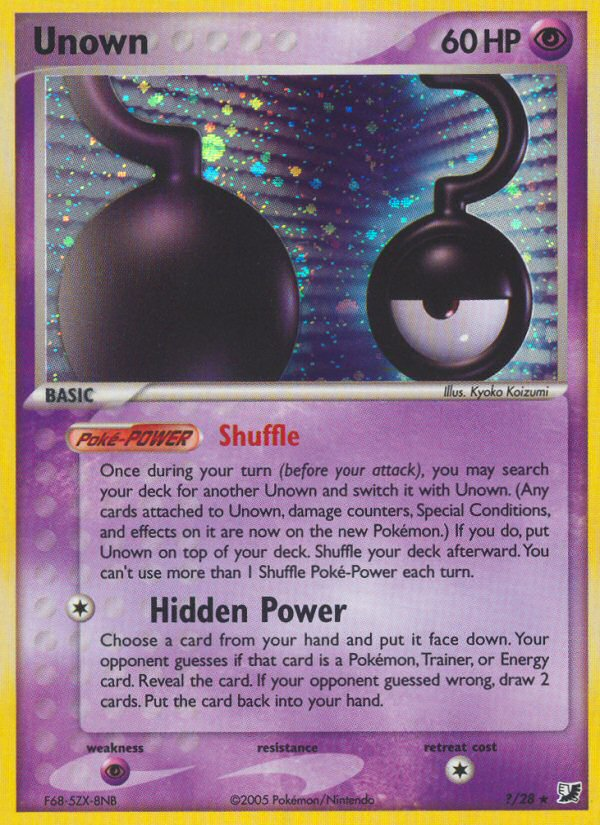 Unown 60 HP
BASIC
Illus. Kyoko Koizumi
Poké-POWER Shuffle
Once during your turn (before your attack), you may search
your deck for another Unown and switch it with Unown. (Any
cards attached to Unown, damage counters, Special Conditions,
and effects on it are now on the new Pokémon.) If you do, put
Unown on top of your deck. Shuffle your deck afterward. You
can't use more than 1 Shuffle Poké-Power each turn.
Hidden Power
Choose a card from your hand and put it face down. Your
opponent guesses if that card is a Pokémon, Trainer, or Energy
card. Reveal the card. If your opponent guessed wrong, draw 2
cards. Put the card back into your hand.
weakness resistance retreat cost
F68-5ZX-8NB ©2005 Pokémon/Nintendo ?/28 ★